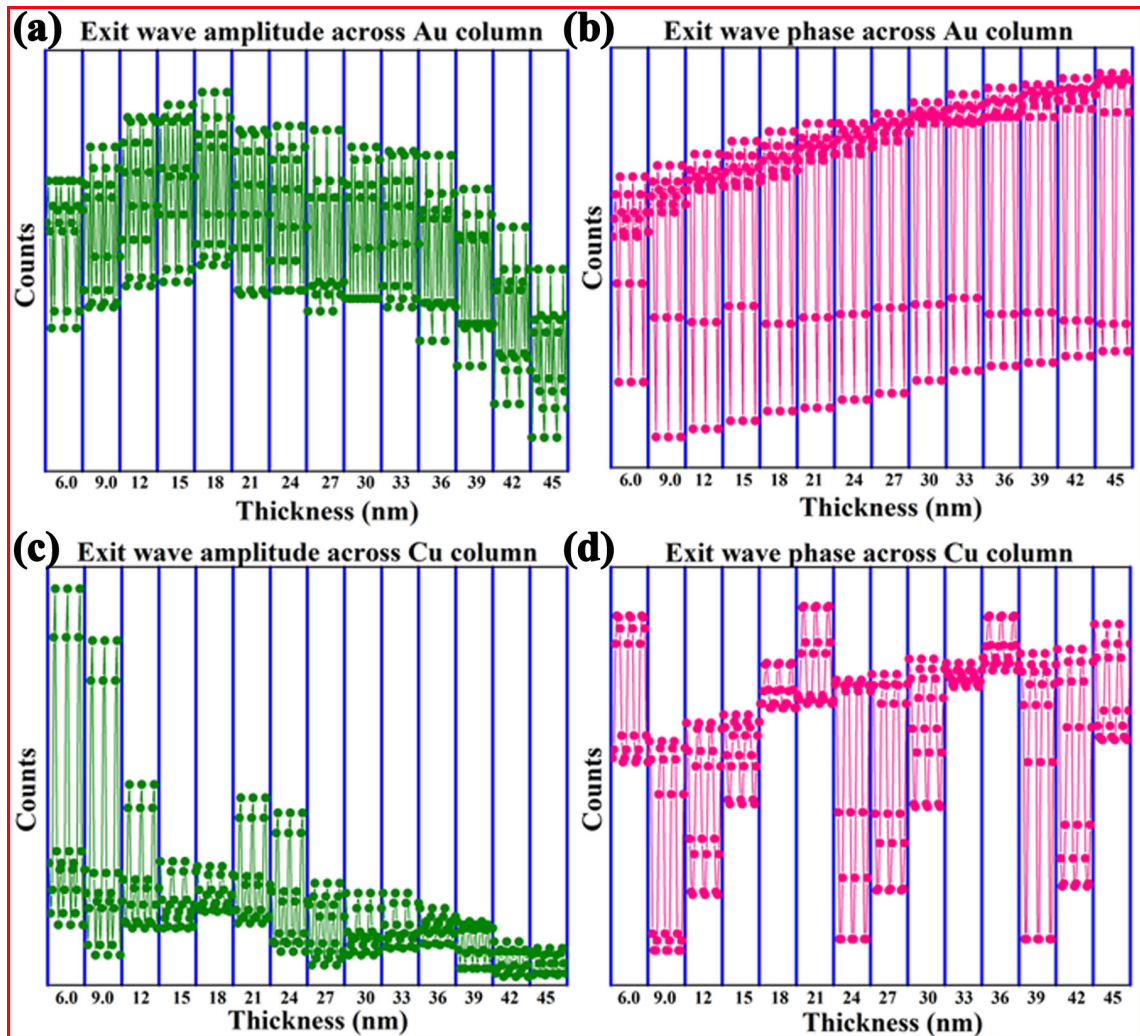 (a) Exit wave amplitude across Au column
Counts
6.0 9.0 12 15 18 21 24 27 30 33 36 39 42 45
Thickness (nm)
(b) Exit wave phase across Au column
Counts
6.0 9.0 12 15 18 21 24 27 30 33 36 39 42 45
Thickness (nm)
(c) Exit wave amplitude across Cu column
Counts
6.0 9.0 12 15 18 21 24 27 30 33 36 39 42 45
Thickness (nm)
(d) Exit wave phase across Cu column
Counts
6.0 9.0 12 15 18 21 24 27 30 33 36 39 42 45
Thickness (nm)